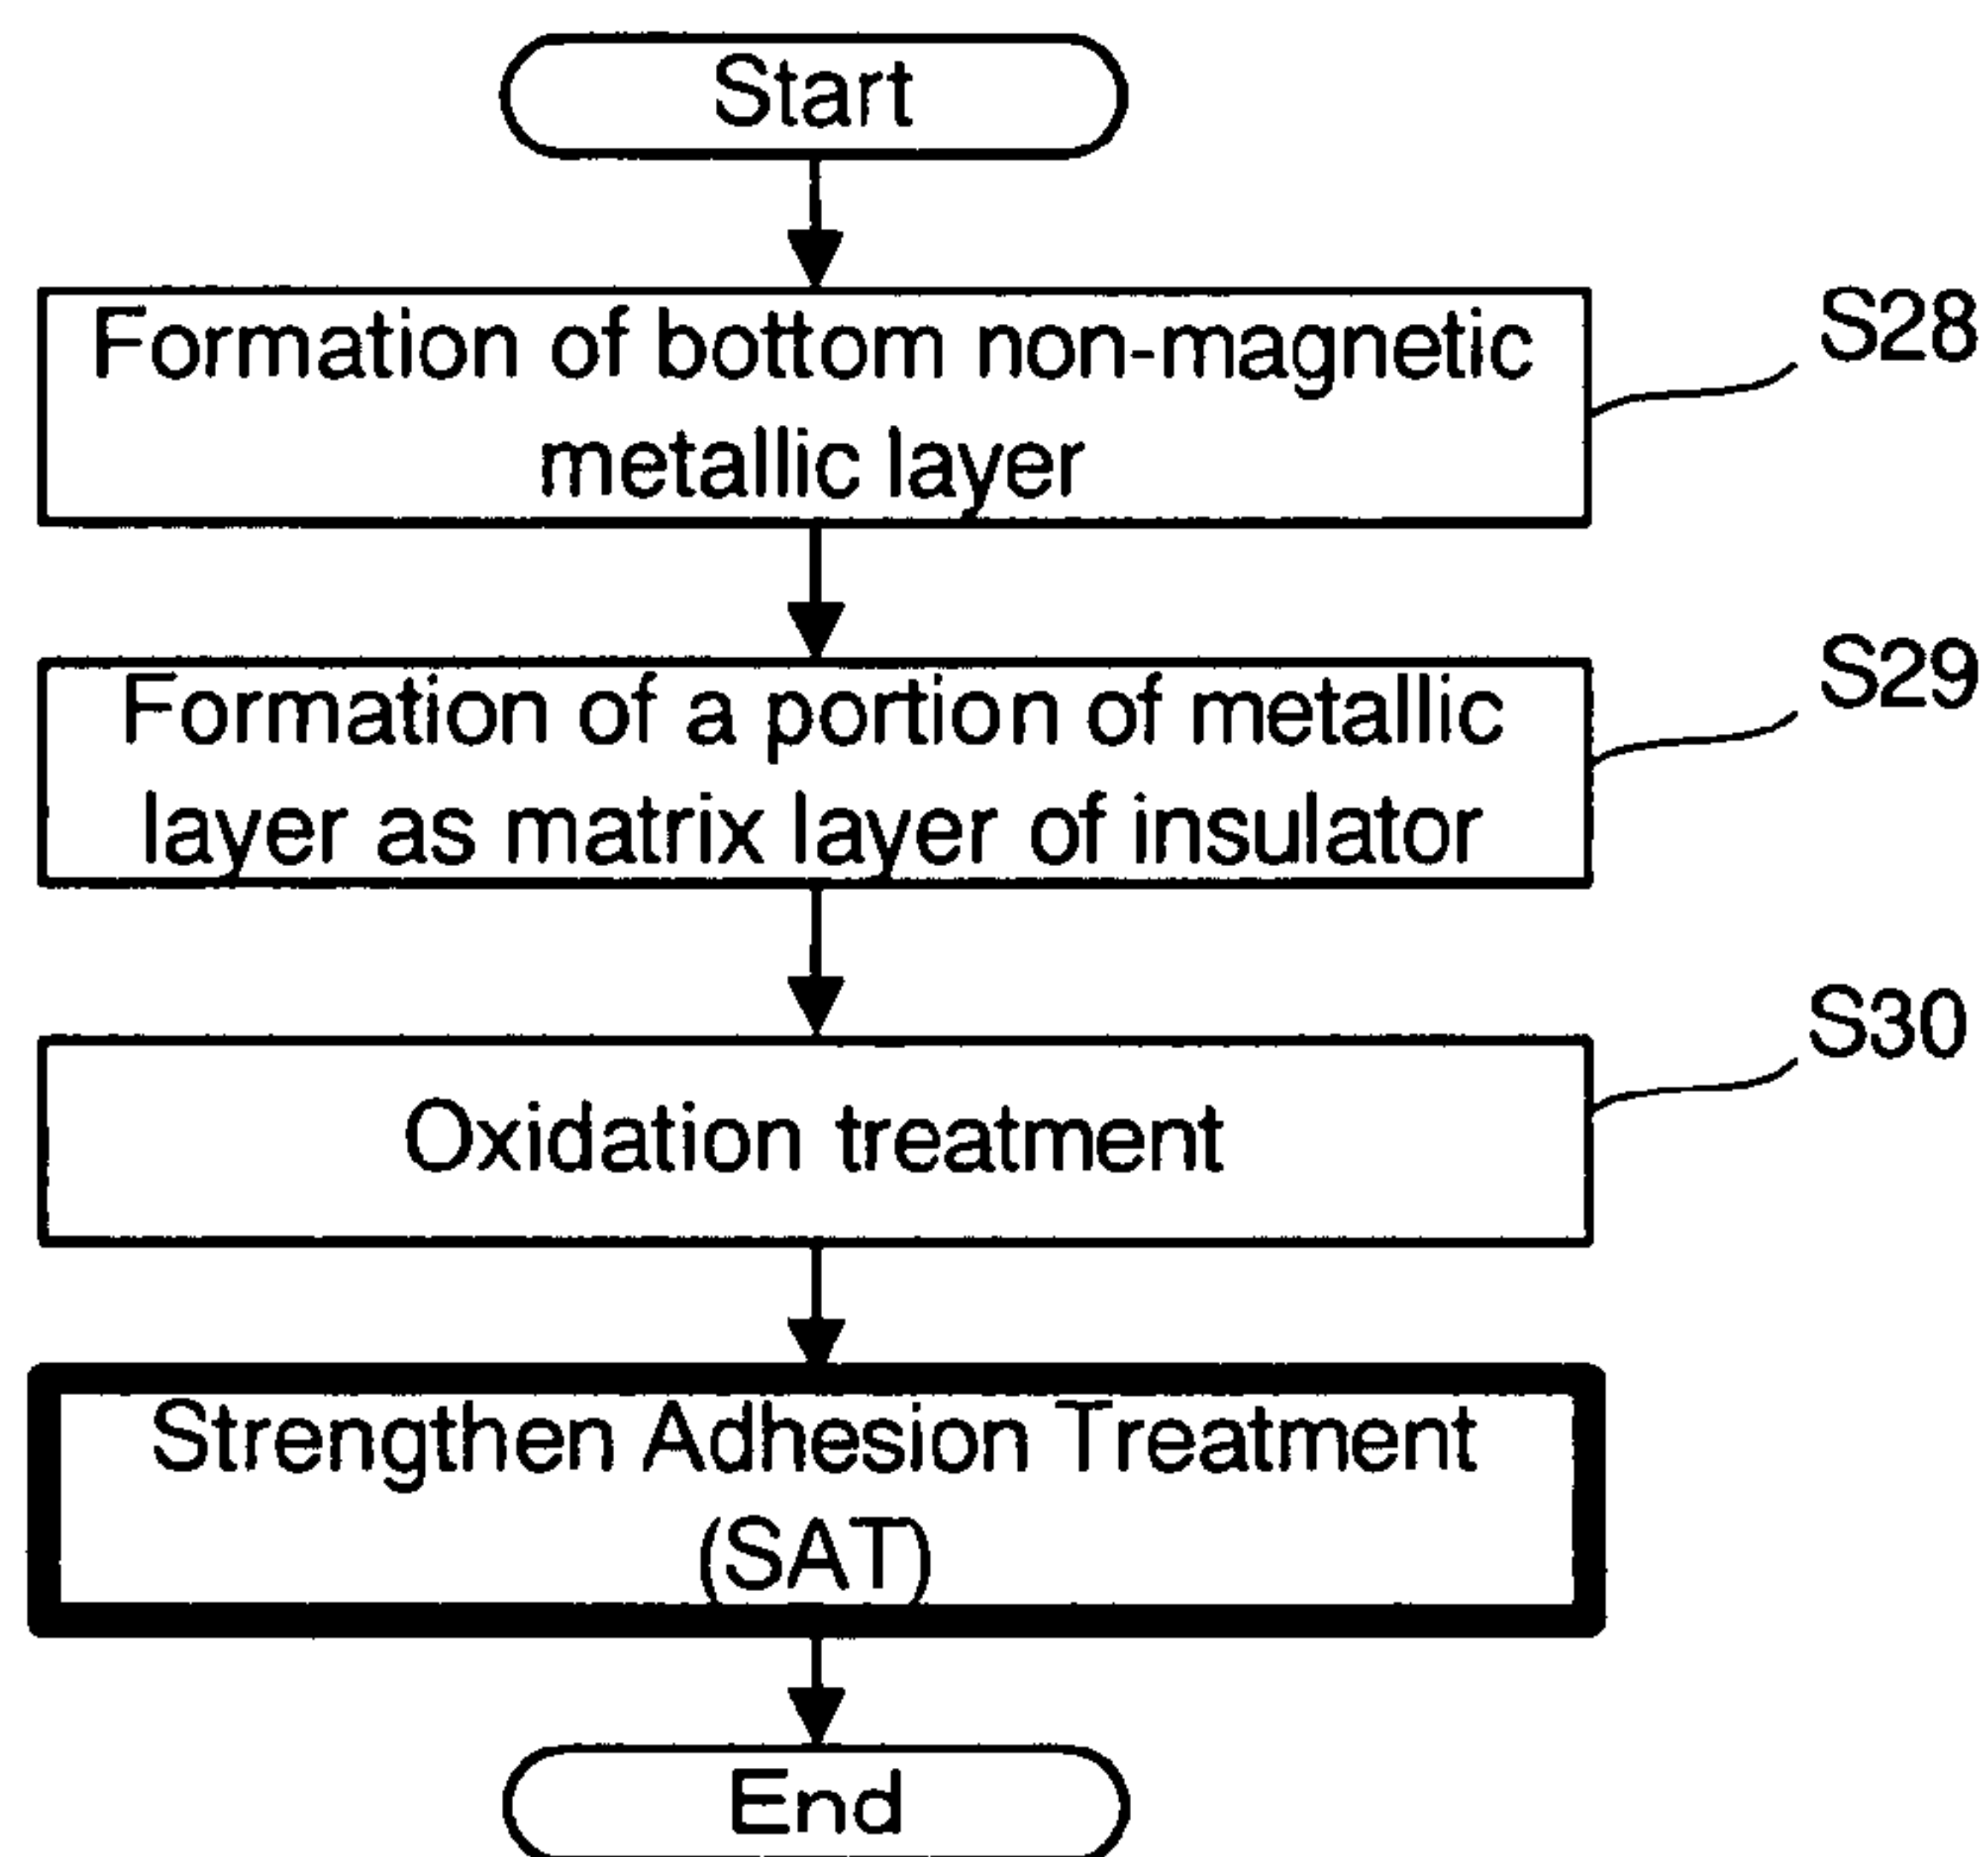 Start
Formation of bottom non-magnetic
metallic layer
S28
Formation of a portion of metallic
layer as matrix layer of insulator
S29
Oxidation treatment
S30
Strengthen Adhesion Treatment
(SAT)
End